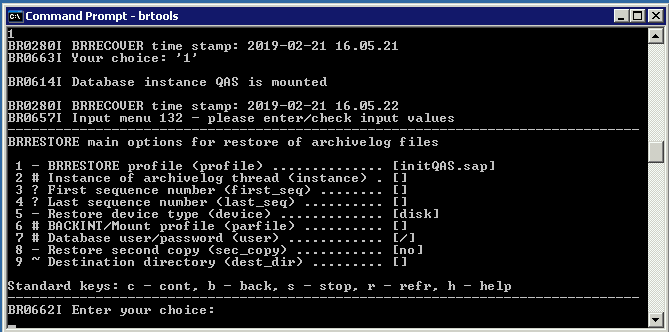 Command Prompt - brtools
1
BR0280I BRRECOVER time stamp: 2019-02-21 16.05.21
BR0663I Your choice: '1'
BR0614I Database instance QAS is mounted
BR0280I BRRECOVER time stamp: 2019-02-21 16.05.22
BR0657I Input menu 132 - please enter/check input values
-------------------------------------------------------------------------------
BRRESTORE main options for restore of archivelog files
1 - BRRESTORE profile (profile) .............. [initQAS.sap]
2 # Instance of archivelog thread (instance) . []
3 ? First sequence number (first_seq) ........ []
4 ? Last sequence number (last_seq) .......... []
5 - Restore device type (device) ............. [disk]
6 # BACKINT/Mount profile (parfile) .......... []
7 # Database user/password (user) ............ [/]
8 - Restore second copy (sec_copy) ........... [no]
9 ~ Destination directory (dest_dir) ......... []
Standard keys: c - cont, b - back, s - stop, r - refr, h - help
-------------------------------------------------------------------------------
BR0662I Enter your choice: